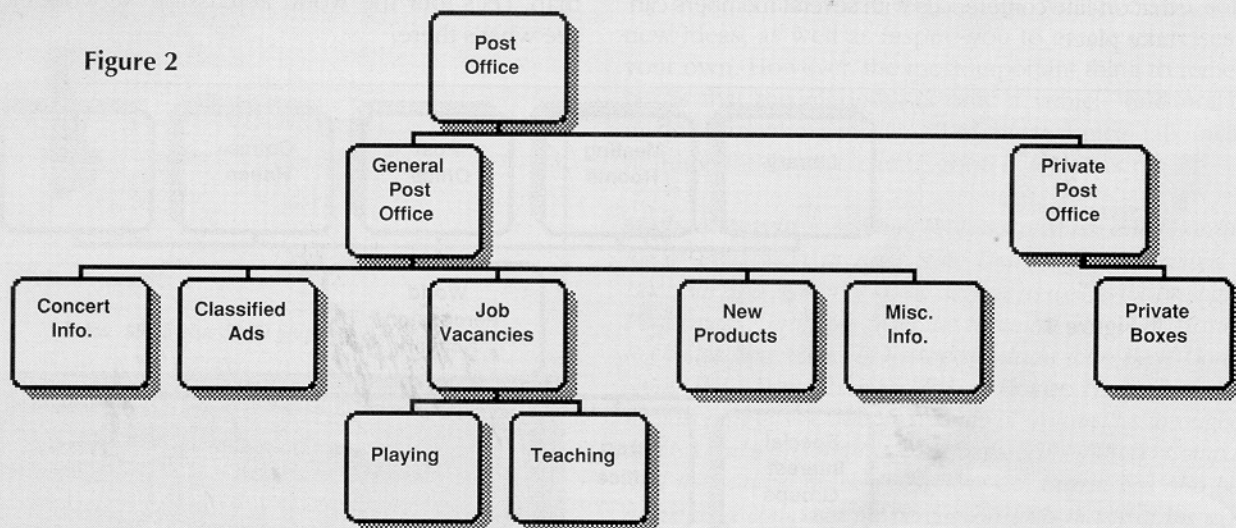 Figure 2
Post
Office
General
Post
Office
Private
Post
Office
Concert
Info.
Classified
Ads
Job
Vacancies
New
Products
Misc.
Info.
Private
Boxes
Playing
Teaching